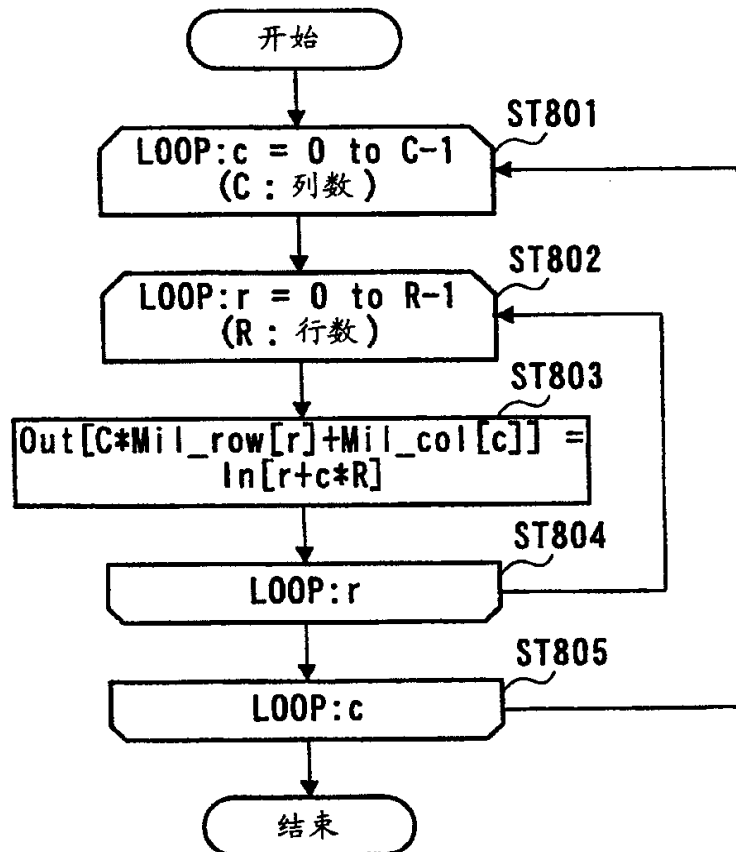 开始
ST801
LOOP:c = 0 to C-1
(C：列数)
ST802
LOOP:r = 0 to R-1
(R：行数)
ST803
Out[C*Mil_row[r]+Mil_col[c]] =
In[r+c*R]
ST804
LOOP:r
ST805
LOOP:c
结束